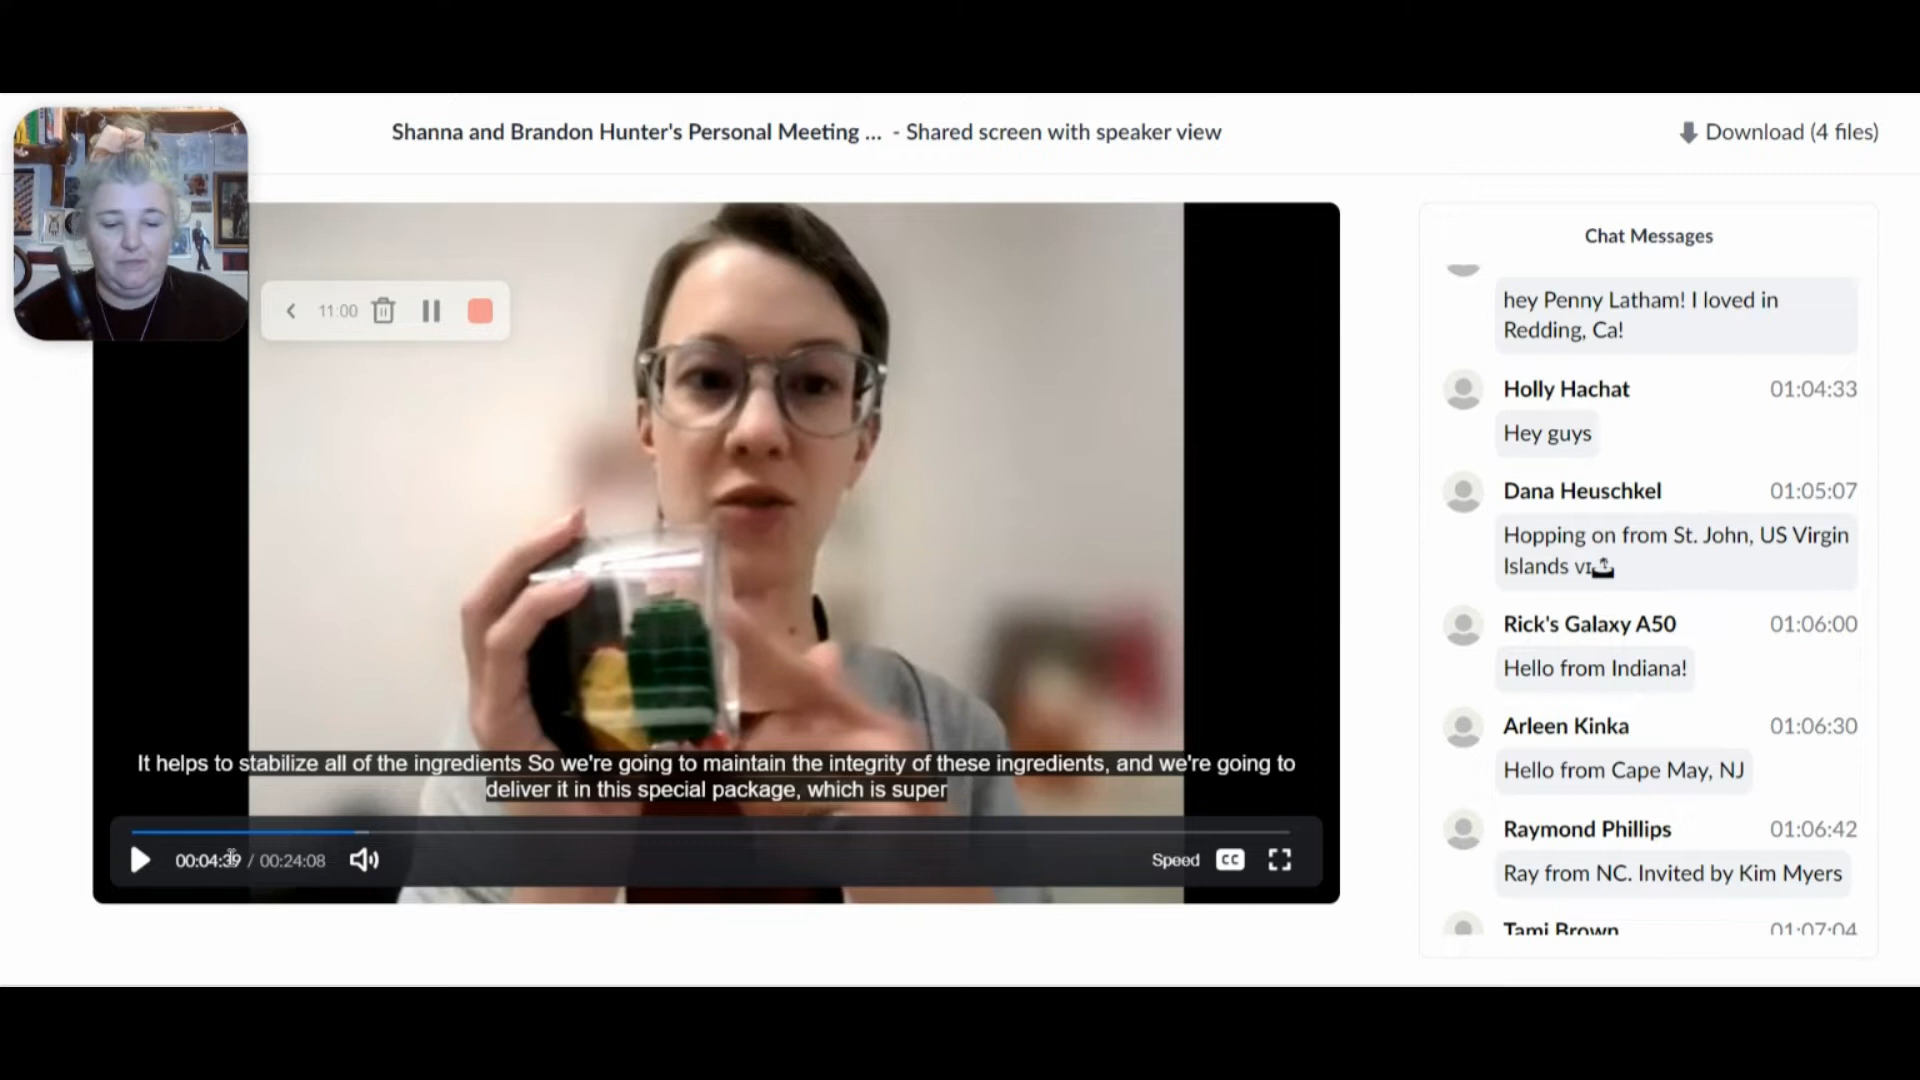 Shanna and Brandon Hunter's Personal Meeting ... - Shared screen with speaker view
Download (4 files)
11:00
It helps to stabilize all of the ingredients So we're going to maintain the integrity of these ingredients, and we're going to
deliver it in this special package, which is super
00:04:39 / 00:24:08
Speed
CC
Chat Messages
hey Penny Latham! I loved in
Redding, Ca!
Holly Hachat 01:04:33
Hey guys
Dana Heuschkel 01:05:07
Hopping on from St. John, US Virgin
Islands VI🏝
Rick's Galaxy A50 01:06:00
Hello from Indiana!
Arleen Kinka 01:06:30
Hello from Cape May, NJ
Raymond Phillips 01:06:42
Ray from NC. Invited by Kim Myers
Tami Brown 01:07:04